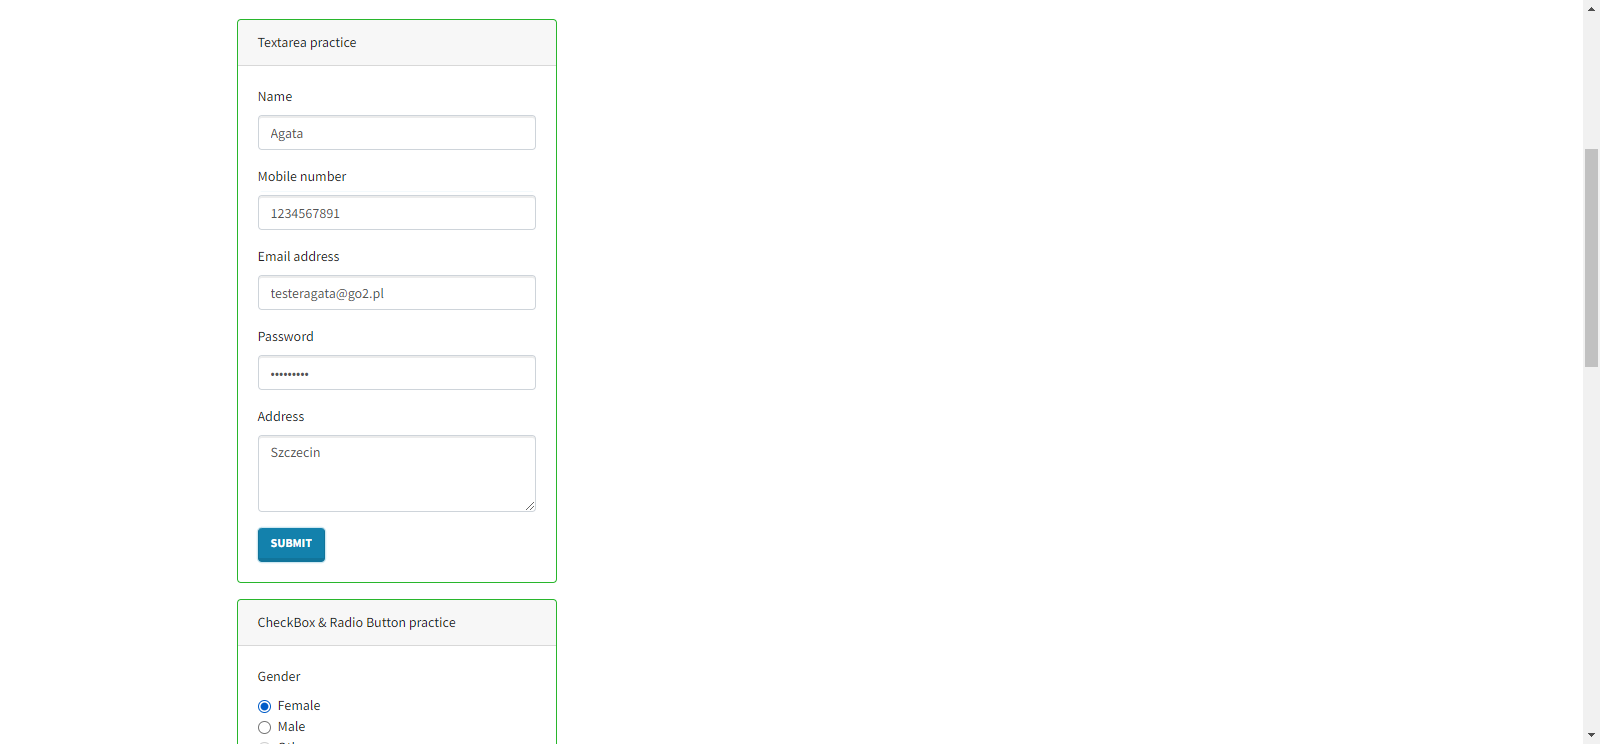 Textarea practice
Name
Agata
Mobile number
1234567891
Email address
testeragata@go2.pl
Password
•••••••••
Address
Szczecin
SUBMIT
CheckBox & Radio Button practice
Gender
Female
Male